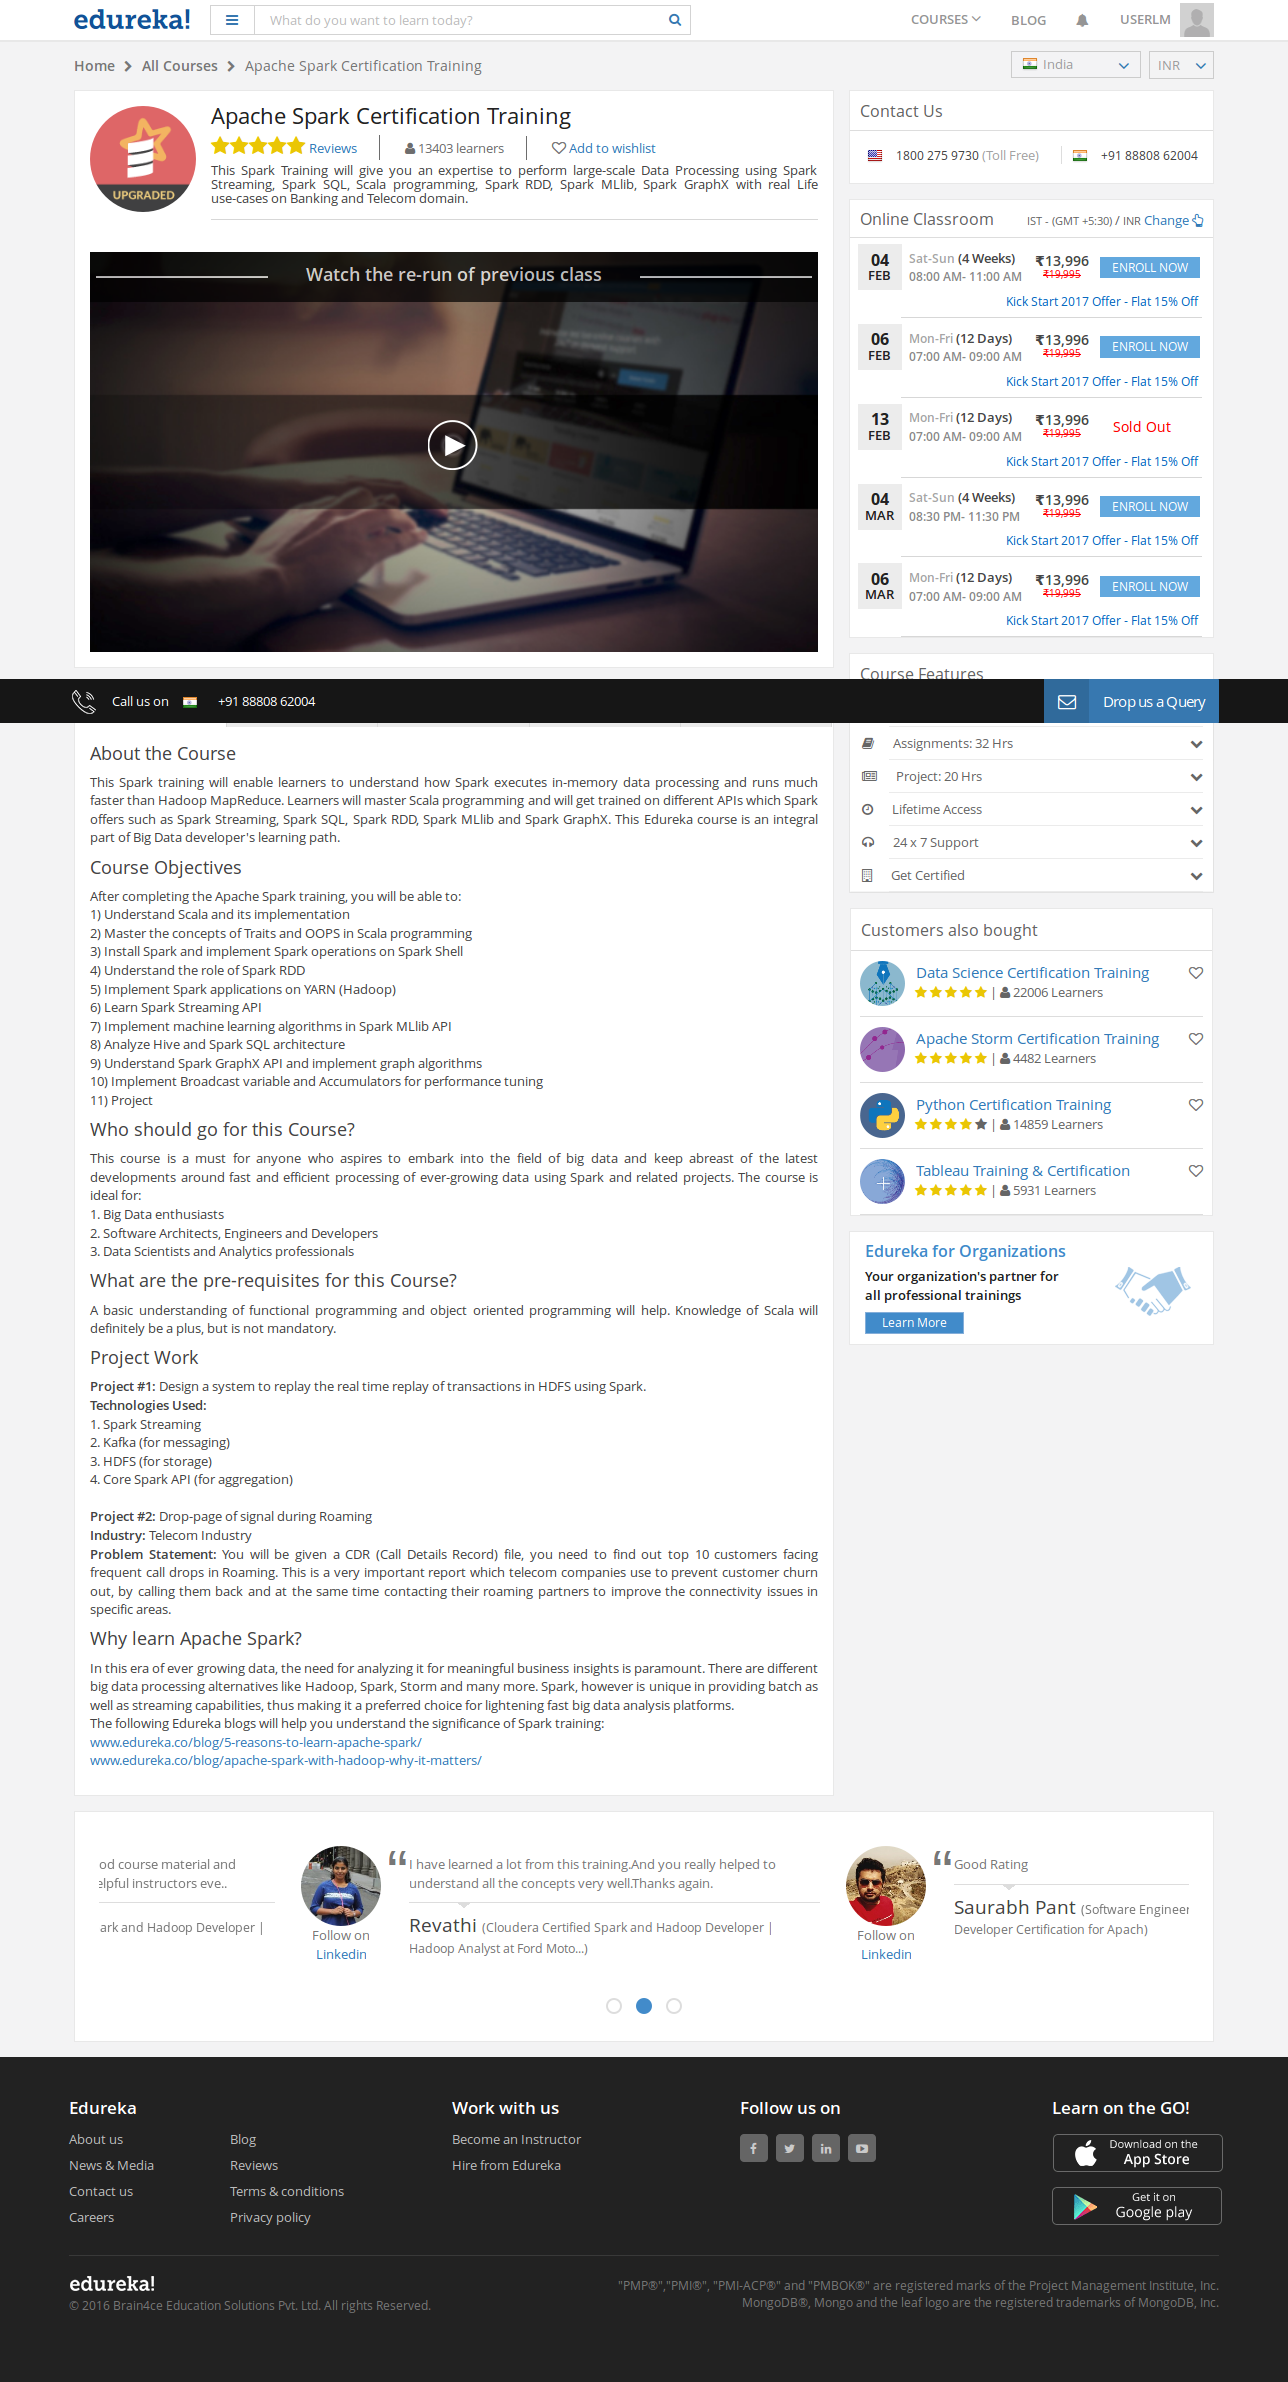 edureka!
What do you want to learn today?
COURSES
BLOG
USERLM
Home
All Courses
Apache Spark Certification Training
India
INR
UPGRADED
Apache Spark Certification Training
Reviews
13403 learners
Add to wishlist
This Spark Training will give you an expertise to perform large-scale Data Processing using Spark
Streaming, Spark SQL, Scala programming, Spark RDD, Spark MLlib, Spark GraphX with real Life
use-cases on Banking and Telecom domain.
Watch the re-run of previous class
Contact Us
1800 275 9730 (Toll Free)
+91 88808 62004
Online Classroom
IST - (GMT +5:30) / INR Change
04 FEB
Sat-Sun (4 Weeks)
08:00 AM- 11:00 AM
₹13,996
₹19,995
ENROLL NOW
Kick Start 2017 Offer - Flat 15% Off
06 FEB
Mon-Fri (12 Days)
07:00 AM- 09:00 AM
₹13,996
₹19,995
ENROLL NOW
Kick Start 2017 Offer - Flat 15% Off
13 FEB
Mon-Fri (12 Days)
07:00 AM- 09:00 AM
₹13,996
₹19,995
Sold Out
Kick Start 2017 Offer - Flat 15% Off
04 MAR
Sat-Sun (4 Weeks)
08:30 PM- 11:30 PM
₹13,996
₹19,995
ENROLL NOW
Kick Start 2017 Offer - Flat 15% Off
06 MAR
Mon-Fri (12 Days)
07:00 AM- 09:00 AM
₹13,996
₹19,995
ENROLL NOW
Kick Start 2017 Offer - Flat 15% Off
Course Features
Call us on
+91 88808 62004
Drop us a Query
About the Course
This Spark training will enable learners to understand how Spark executes in-memory data processing and runs much
faster than Hadoop MapReduce. Learners will master Scala programming and will get trained on different APIs which Spark
offers such as Spark Streaming, Spark SQL, Spark RDD, Spark MLlib and Spark GraphX. This Edureka course is an integral
part of Big Data developer's learning path.
Course Objectives
After completing the Apache Spark training, you will be able to:
1) Understand Scala and its implementation
2) Master the concepts of Traits and OOPS in Scala programming
3) Install Spark and implement Spark operations on Spark Shell
4) Understand the role of Spark RDD
5) Implement Spark applications on YARN (Hadoop)
6) Learn Spark Streaming API
7) Implement machine learning algorithms in Spark MLlib API
8) Analyze Hive and Spark SQL architecture
9) Understand Spark GraphX API and implement graph algorithms
10) Implement Broadcast variable and Accumulators for performance tuning
11) Project
Who should go for this Course?
This course is a must for anyone who aspires to embark into the field of big data and keep abreast of the latest
developments around fast and efficient processing of ever-growing data using Spark and related projects. The course is
ideal for:
1. Big Data enthusiasts
2. Software Architects, Engineers and Developers
3. Data Scientists and Analytics professionals
What are the pre-requisites for this Course?
A basic understanding of functional programming and object oriented programming will help. Knowledge of Scala will
definitely be a plus, but is not mandatory.
Project Work
Project #1: Design a system to replay the real time replay of transactions in HDFS using Spark.
Technologies Used:
1. Spark Streaming
2. Kafka (for messaging)
3. HDFS (for storage)
4. Core Spark API (for aggregation)
Project #2: Drop-page of signal during Roaming
Industry: Telecom Industry
Problem Statement: You will be given a CDR (Call Details Record) file, you need to find out top 10 customers facing
frequent call drops in Roaming. This is a very important report which telecom companies use to prevent customer churn
out, by calling them back and at the same time contacting their roaming partners to improve the connectivity issues in
specific areas.
Why learn Apache Spark?
In this era of ever growing data, the need for analyzing it for meaningful business insights is paramount. There are different
big data processing alternatives like Hadoop, Spark, Storm and many more. Spark, however is unique in providing batch as
well as streaming capabilities, thus making it a preferred choice for lightening fast big data analysis platforms.
The following Edureka blogs will help you understand the significance of Spark training:
www.edureka.co/blog/5-reasons-to-learn-apache-spark/
www.edureka.co/blog/apache-spark-with-hadoop-why-it-matters/
Assignments: 32 Hrs
Project: 20 Hrs
Lifetime Access
24 x 7 Support
Get Certified
Customers also bought
Data Science Certification Training
| 22006 Learners
Apache Storm Certification Training
| 4482 Learners
Python Certification Training
| 14859 Learners
Tableau Training & Certification
| 5931 Learners
Edureka for Organizations
Your organization's partner for
all professional trainings
Learn More
od course material and
elpful instructors eve..
ark and Hadoop Developer |
Follow on
Linkedin
“ I have learned a lot from this training.And you really helped to
understand all the concepts very well.Thanks again.
Revathi (Cloudera Certified Spark and Hadoop Developer |
Hadoop Analyst at Ford Moto...)
Follow on
Linkedin
“ Good Rating
Saurabh Pant (Software Engineer
Developer Certification for Apach)
Edureka
About us
News & Media
Contact us
Careers
Blog
Reviews
Terms & conditions
Privacy policy
Work with us
Become an Instructor
Hire from Edureka
Follow us on
Learn on the GO!
Download on the
App Store
Get it on
Google play
edureka!
© 2016 Brain4ce Education Solutions Pvt. Ltd. All rights Reserved.
"PMP®","PMI®", "PMI-ACP®" and "PMBOK®" are registered marks of the Project Management Institute, Inc.
MongoDB®, Mongo and the leaf logo are the registered trademarks of MongoDB, Inc.